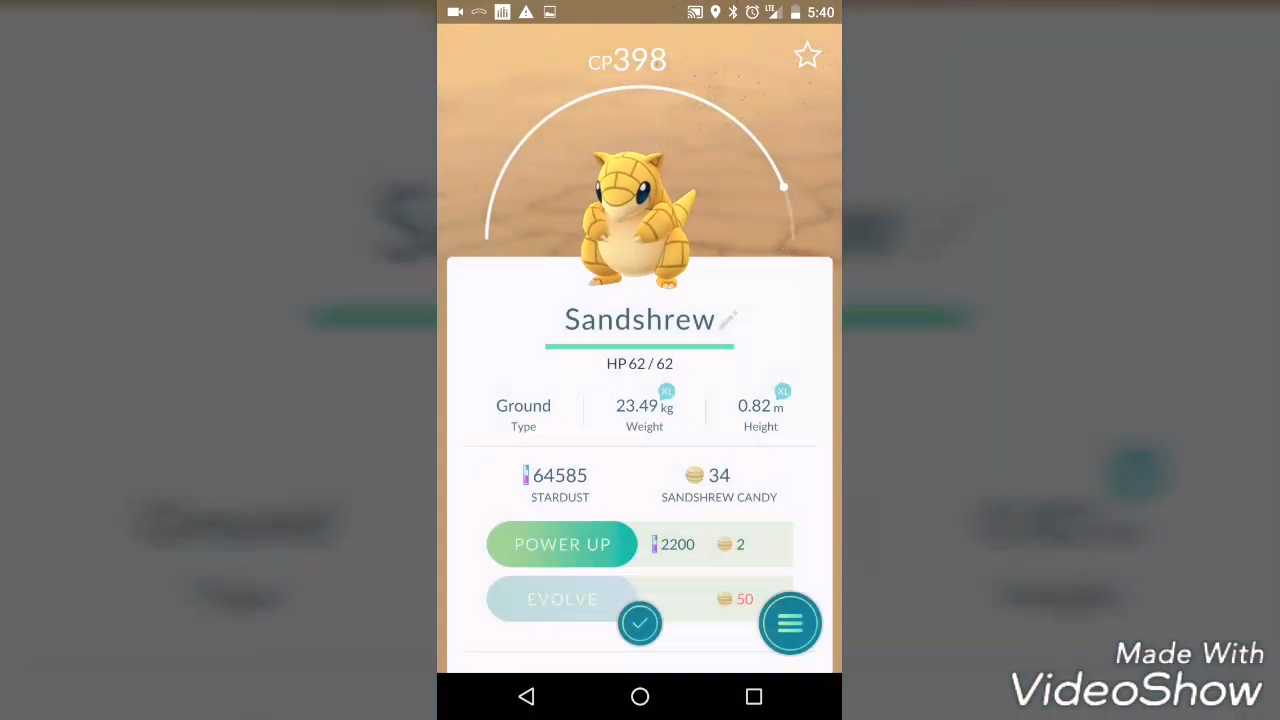 LTE 5:40
CP398
Sandshrew
HP 62 / 62
XL XL
Ground 23.49 kg 0.82 m
Type Weight Height
64585 34
STARDUST SANDSHREW CANDY
POWER UP 2200 2
EVOLVE 50
Made With
VideoShow